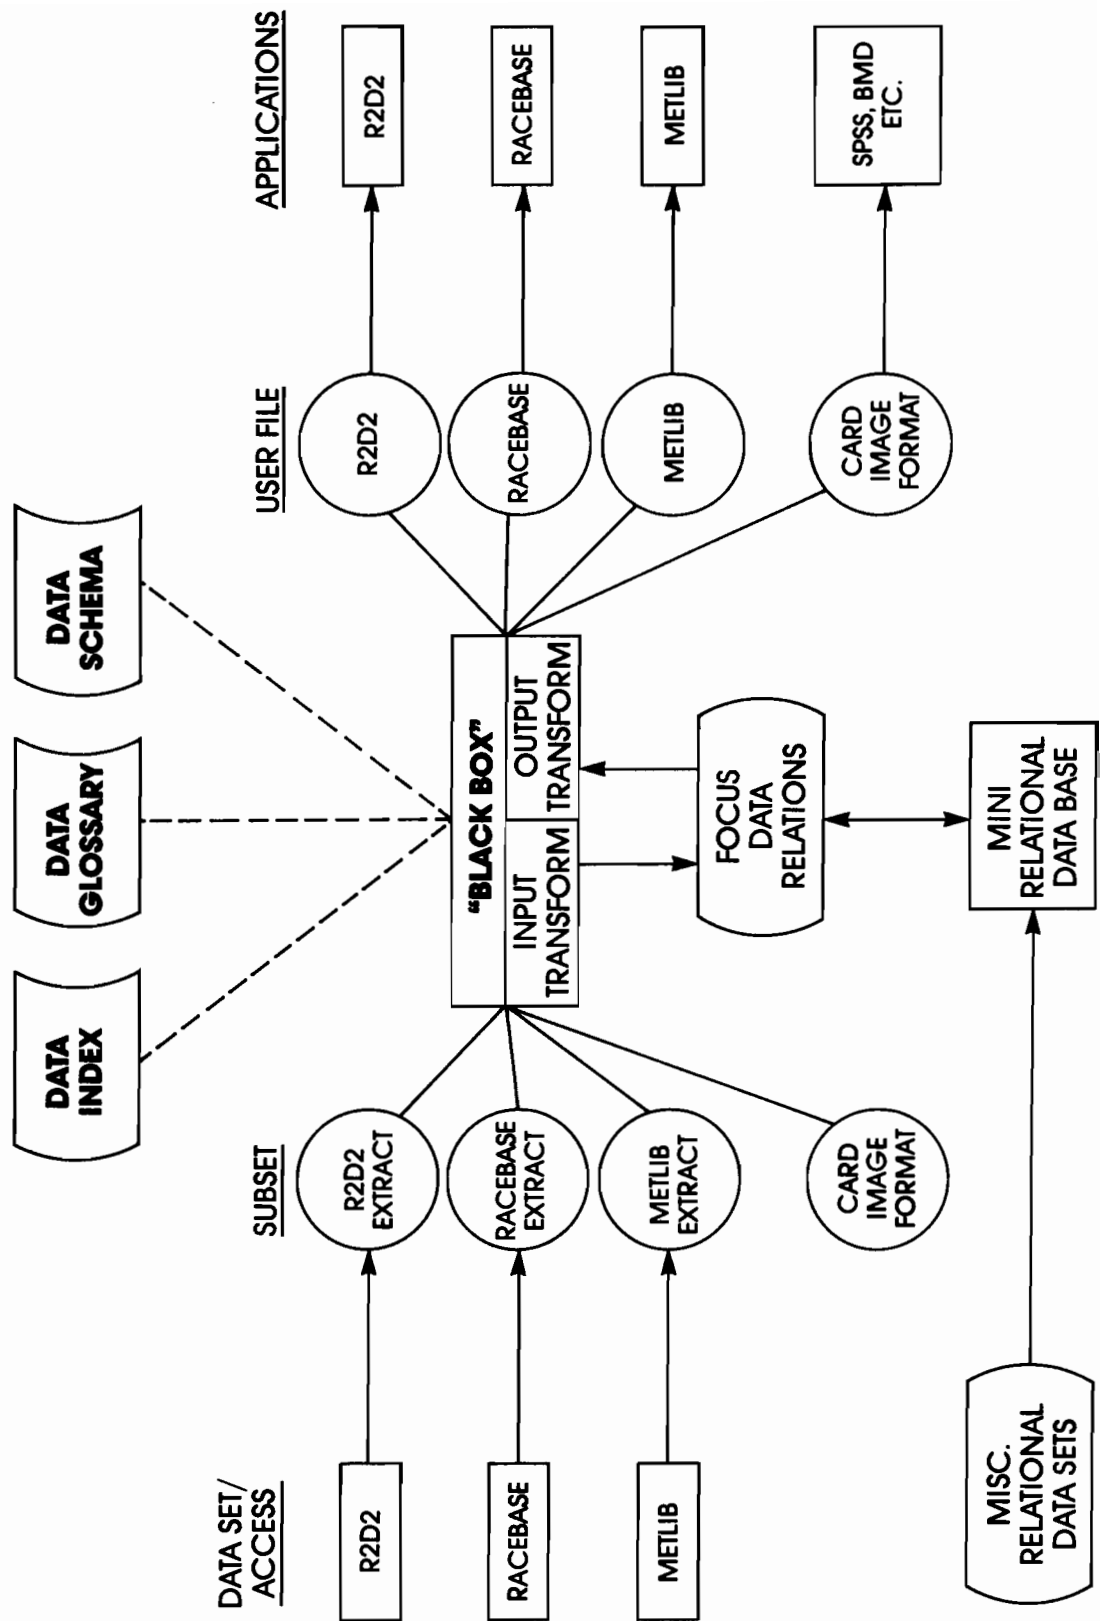 DATA
INDEX
DATA
GLOSSARY
DATA
SCHEMA
DATA SET/
ACCESS
SUBSET
USER FILE
APPLICATIONS
R2D2
R2D2
EXTRACT
R2D2
R2D2
"BLACK BOX"
INPUT
TRANSFORM
OUTPUT
TRANSFORM
RACEBASE
RACEBASE
EXTRACT
RACEBASE
RACEBASE
METLIB
METLIB
EXTRACT
METLIB
METLIB
FOCUS
DATA
RELATIONS
CARD
IMAGE
FORMAT
CARD
IMAGE
FORMAT
SPSS, BMD
ETC.
MISC.
RELATIONAL
DATA SETS
MINI
RELATIONAL
DATA BASE